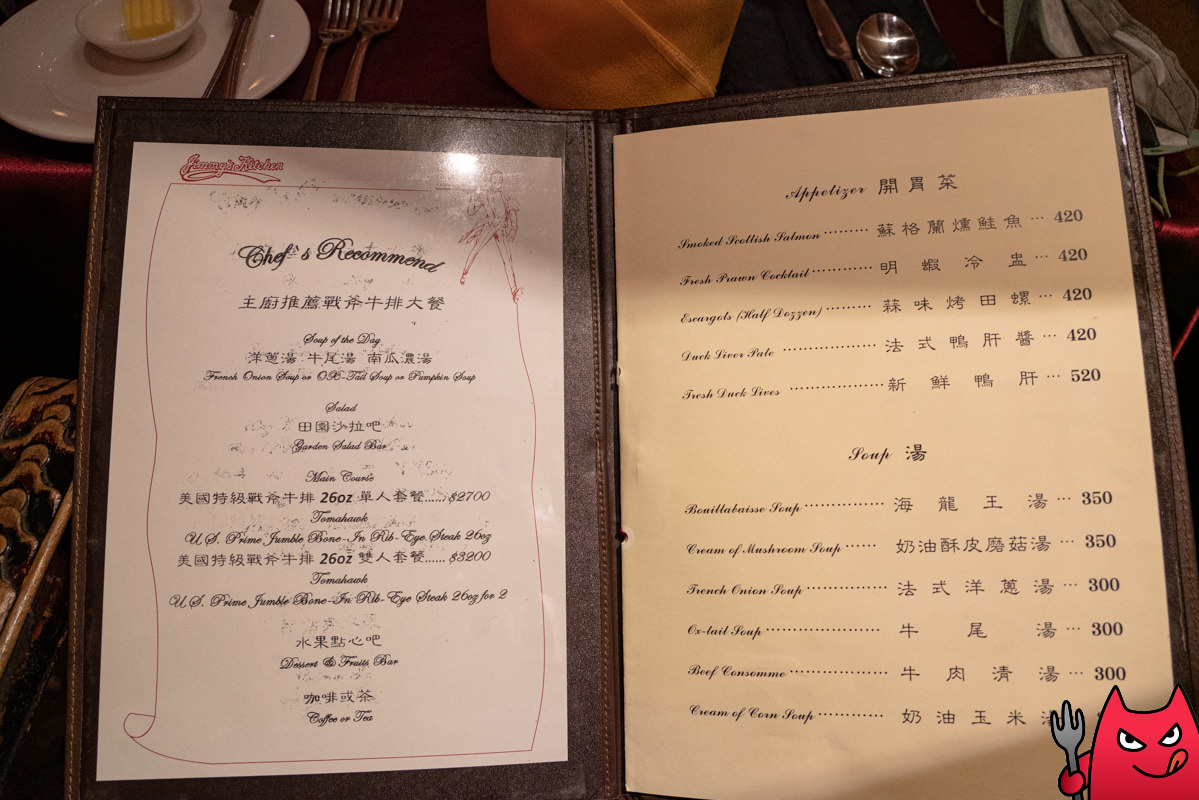 Jimmy's Kitchen
Chef's Recommend
主廚推薦戰斧牛排大餐
Soup of the Day
洋蔥湯 牛尾湯 南瓜濃湯
French Onion Soup or OX-Tail Soup or Pumpkin Soup
Salad
田園沙拉吧
Garden Salad Bar
Main Course
美國特級戰斧牛排 26oz 單人套餐......$2700
Tomahawk
U.S. Prime Jumble Bone-In Rib-Eye Steak 26oz
美國特級戰斧牛排 26oz 雙人套餐......$3200
Tomahawk
U.S. Prime Jumble Bone-In Rib-Eye Steak 26oz for 2
水果點心吧
Dessert & Fruits Bar
咖啡或茶
Coffee or Tea
Appetizer 開胃菜
Smoked Scottish Salmon ········· 蘇格蘭燻鮭魚 ··· 420
Fresh Prawn Cocktail ············ 明蝦冷盅 ··· 420
Escargots (Half Dozzen) ········· 蒜味烤田螺 ··· 420
Duck Liver Pate ·················· 法式鴨肝醬 ··· 420
Fresh Duck Lives ·················· 新鮮鴨肝 ··· 520
Soup 湯
Bouillabaisse Soup ··············· 海龍王湯 ··· 350
Cream of Mushroom Soup ······ 奶油酥皮磨菇湯 ··· 350
French Onion Soup ··············· 法式洋蔥湯 ··· 300
Ox-tail Soup ······················ 牛尾湯 ··· 300
Beef Consomme ·················· 牛肉清湯 ··· 300
Cream of Corn Soup ············ 奶油玉米湯